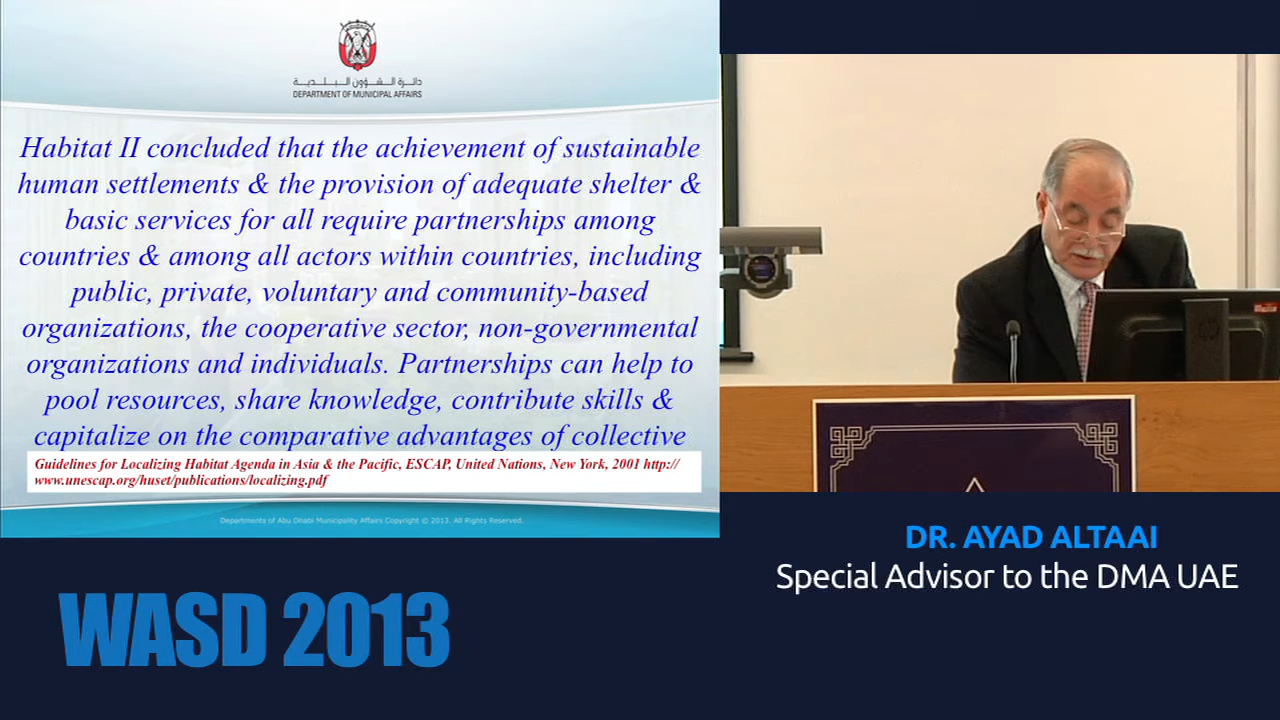 دائرة الشؤون البلدية
DEPARTMENT OF MUNICIPAL AFFAIRS
Habitat II concluded that the achievement of sustainable
human settlements & the provision of adequate shelter &
basic services for all require partnerships among
countries & among all actors within countries, including
public, private, voluntary and community-based
organizations, the cooperative sector, non-governmental
organizations and individuals. Partnerships can help to
pool resources, share knowledge, contribute skills &
capitalize on the comparative advantages of collective
Guidelines for Localizing Habitat Agenda in Asia & the Pacific, ESCAP, United Nations, New York, 2001 http://
www.unescap.org/huset/publications/localizing.pdf
Departments of Abu Dhabi Municipality Affairs Copyright © 2013. All Rights Reserved.
DR. AYAD ALTAAI
Special Advisor to the DMA UAE
WASD 2013